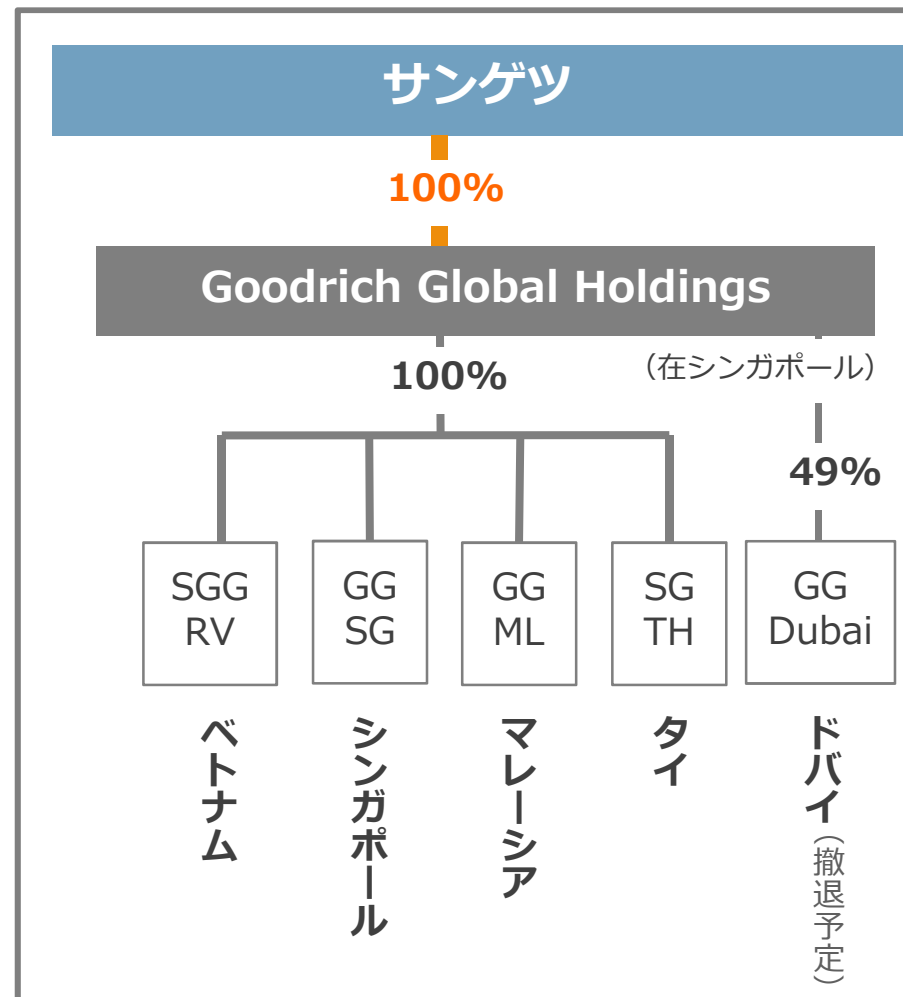 サンゲツ
100%
Goodrich Global Holdings
100%
（在シンガポール）
49%
SGG
RV
GG
SG
GG
ML
SG
TH
GG
Dubai
ベトナム
シンガポール
マレーシア
タイ
ドバイ（撤退予定）